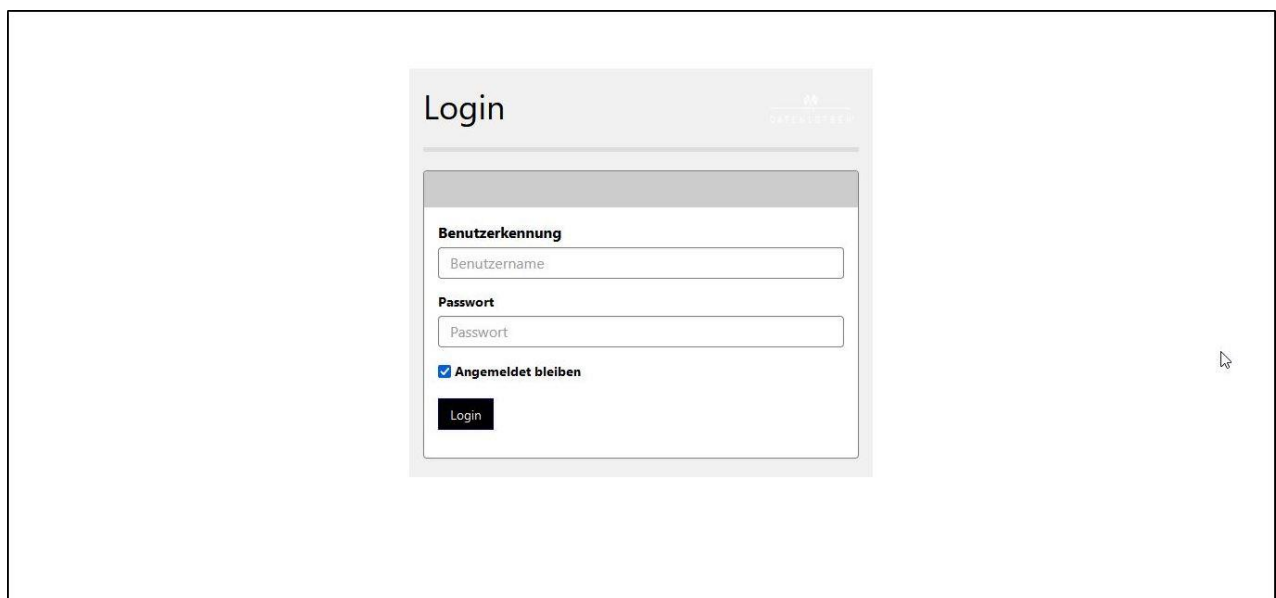 Login
Benutzerkennung
Benutzername
Passwort
Passwort
Angemeldet bleiben
Login